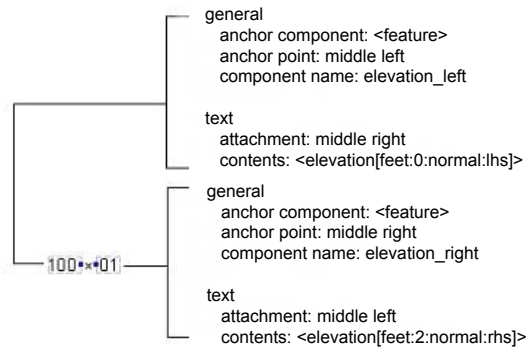 general
anchor component: <feature>
anchor point: middle left
component name: elevation_left
text
attachment: middle right
contents: <elevation[feet:0:normal:lhs]>
general
anchor component: <feature>
anchor point: middle right
component name: elevation_right
100 × 01
text
attachment: middle left
contents: <elevation[feet:2:normal:rhs]>